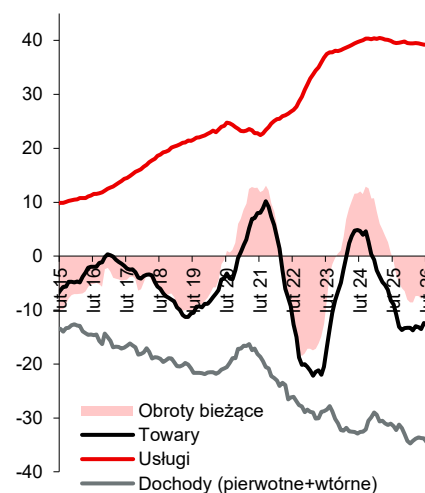 40
30
20
10
0
-10
-20
-30
-40
lut 15
lut 16
lut 17
lut 18
lut 19
lut 20
lut 21
lut 22
lut 23
lut 24
lut 25
lut 26
Obroty bieżące
Towary
Usługi
Dochody (pierwotne+wtórne)